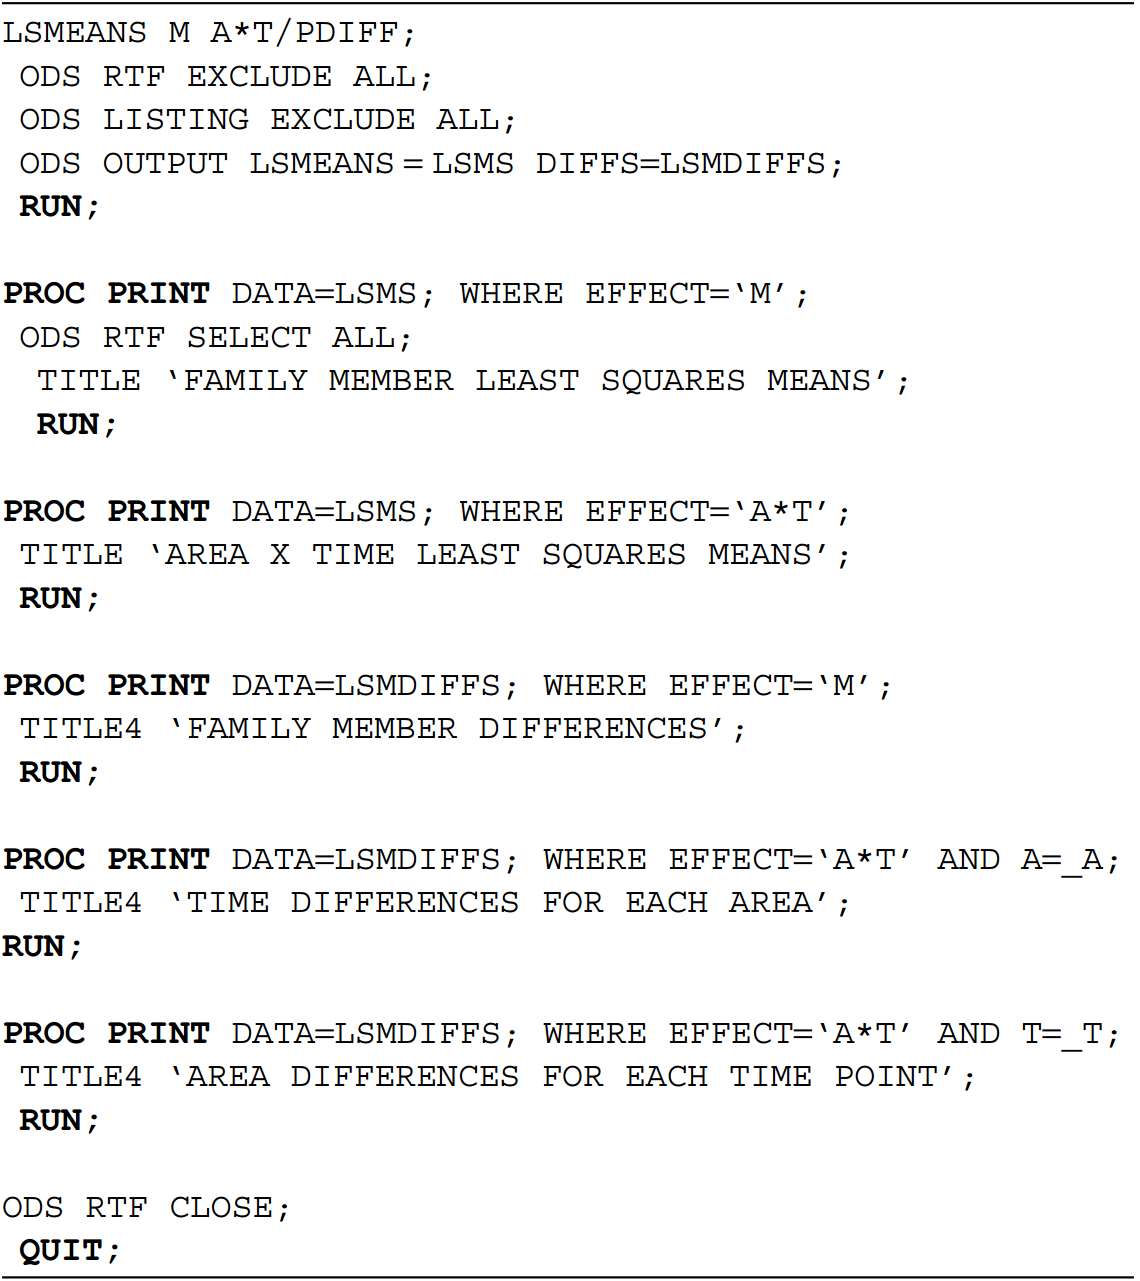 LSMEANS M A*T/PDIFF;
ODS RTF EXCLUDE ALL;
ODS LISTING EXCLUDE ALL;
ODS OUTPUT LSMEANS=LSMS DIFFS=LSMDIFFS;
RUN;
PROC PRINT DATA=LSMS; WHERE EFFECT=‘M’;
ODS RTF SELECT ALL;
TITLE ‘FAMILY MEMBER LEAST SQUARES MEANS’;
RUN;
PROC PRINT DATA=LSMS; WHERE EFFECT=‘A*T’;
TITLE ‘AREA X TIME LEAST SQUARES MEANS’;
RUN;
PROC PRINT DATA=LSMDIFFS; WHERE EFFECT=‘M’;
TITLE4 ‘FAMILY MEMBER DIFFERENCES’;
RUN;
PROC PRINT DATA=LSMDIFFS; WHERE EFFECT=‘A*T’ AND A=_A;
TITLE4 ‘TIME DIFFERENCES FOR EACH AREA’;
RUN;
PROC PRINT DATA=LSMDIFFS; WHERE EFFECT=‘A*T’ AND T=_T;
TITLE4 ‘AREA DIFFERENCES FOR EACH TIME POINT’;
RUN;
ODS RTF CLOSE;
QUIT;